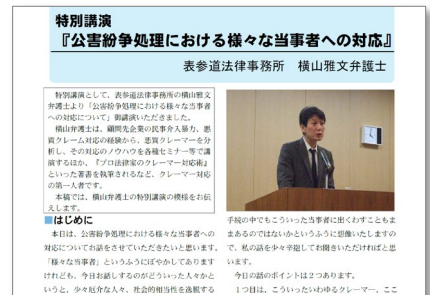 特別講演
『公害紛争処理における様々な当事者への対応』
表参道法律事務所　横山雅文弁護士
特別講演として、表参道法律事務所の横山雅文
弁護士より「公害紛争処理における様々な当事者
への対応について」御講演いただきました。
横山弁護士は、顧問先企業の民事介入暴力、悪
質クレーム対応の経験から、悪質クレーマーを分
析し、その対応のノウハウを各種セミナー等で講
演するほか、『プロ法律家のクレーマー対応術』
といった著書を執筆されるなど、クレーマー対応
の第一人者です。
本稿では、横山弁護士の特別講演の模様をお伝
えします。
■はじめに
本日は、公害紛争処理における様々な当事者への
対応についてお話をさせていただきたいと思います。
「様々な当事者」というふうにぼやかしてあります
けれども、今日お話しするのがどういった人々かと
いうと、少々厄介な人々、社会的相当性を逸脱する
手続の中でもこういった当事者に出くわすこともま
まあるのではないかというふうに想像いたしますの
で、私の話を少々辛抱してお聞きいただければと思
います。
今日の話のポイントは２つあります。
１つ目は、こういったいわゆるクレーマー、ここ